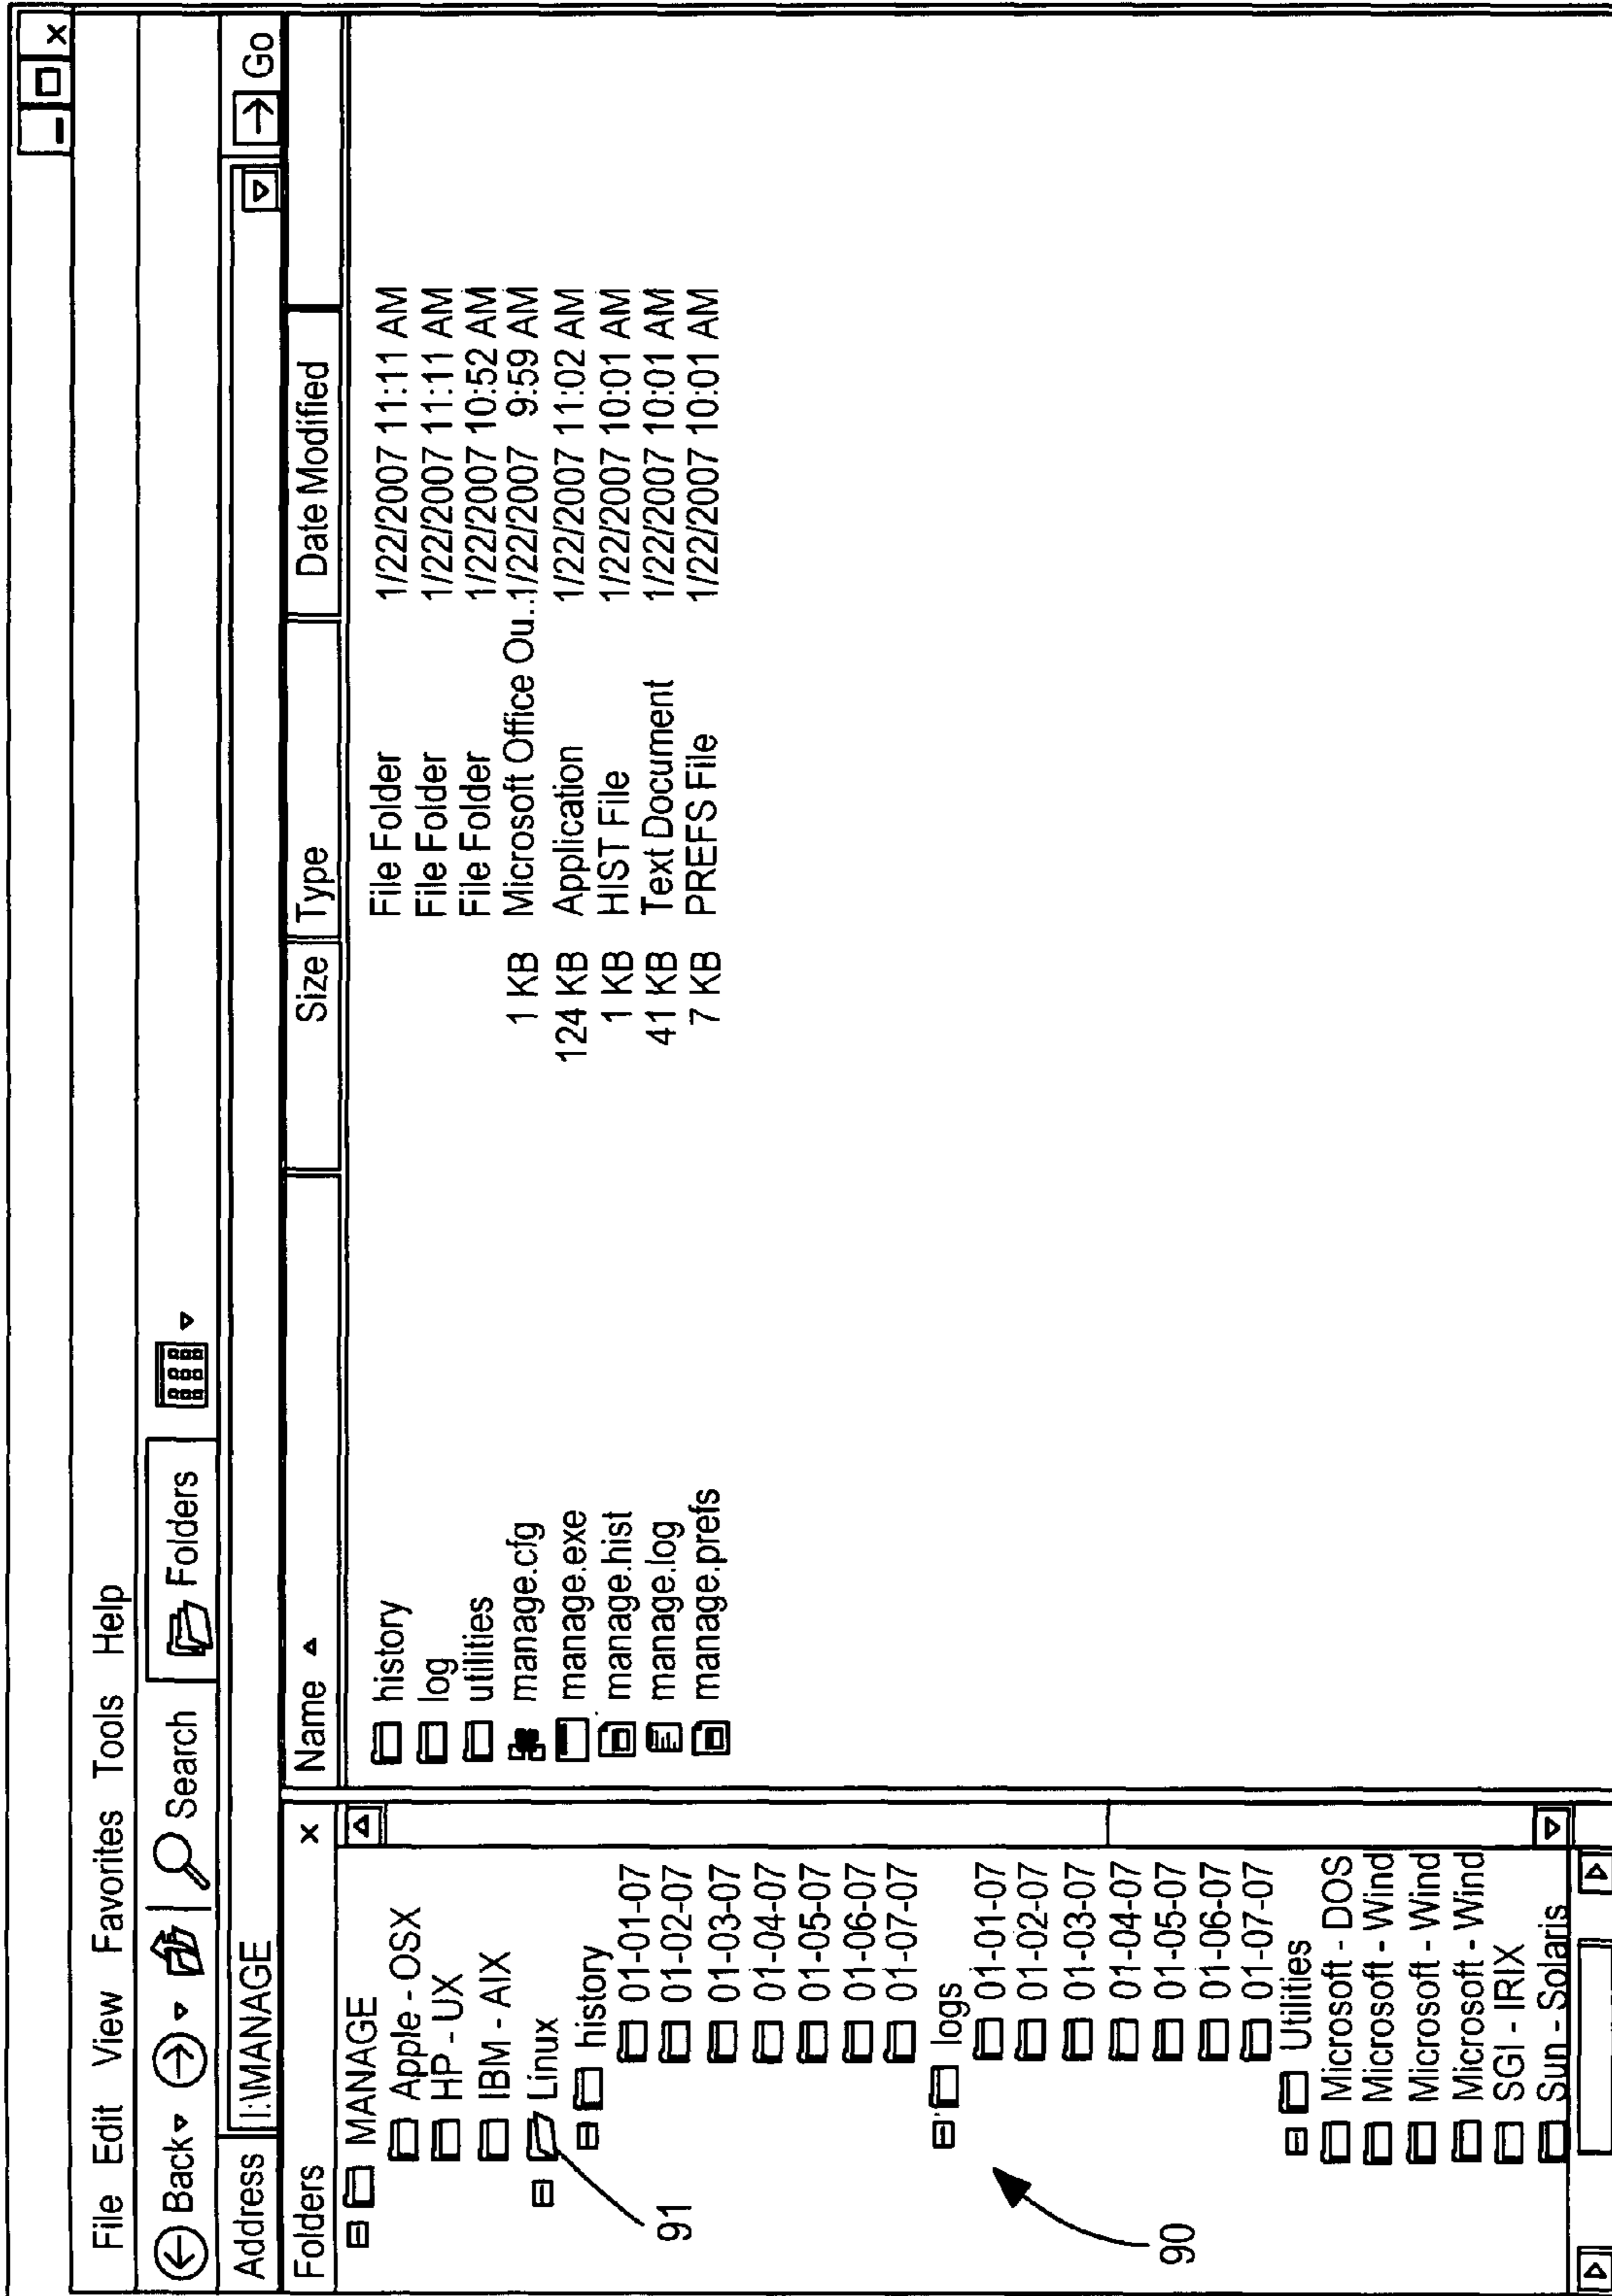 File Edit View Favorites Tools Help
Back Search Folders
Address I:\MANAGE Go
Folders x
MANAGE
Apple - OSX
HP - UX
IBM - AIX
Linux
history
01-01-07
01-02-07
01-03-07
01-04-07
01-05-07
01-06-07
01-07-07
logs
01-01-07
01-02-07
01-03-07
01-04-07
01-05-07
01-06-07
01-07-07
Utilities
Microsoft - DOS
Microsoft - Wind
Microsoft - Wind
Microsoft - Wind
SGI - IRIX
Sun - Solaris
91
90
Name Size Type Date Modified
history File Folder 1/22/2007 11:11 AM
log File Folder 1/22/2007 11:11 AM
utilities File Folder 1/22/2007 10:52 AM
manage.cfg 1 KB Microsoft Office Ou.. 1/22/2007 9:59 AM
manage.exe 124 KB Application 1/22/2007 11:02 AM
manage.hist 1 KB HIST File 1/22/2007 10:01 AM
manage.log 41 KB Text Document 1/22/2007 10:01 AM
manage.prefs 7 KB PREFS File 1/22/2007 10:01 AM